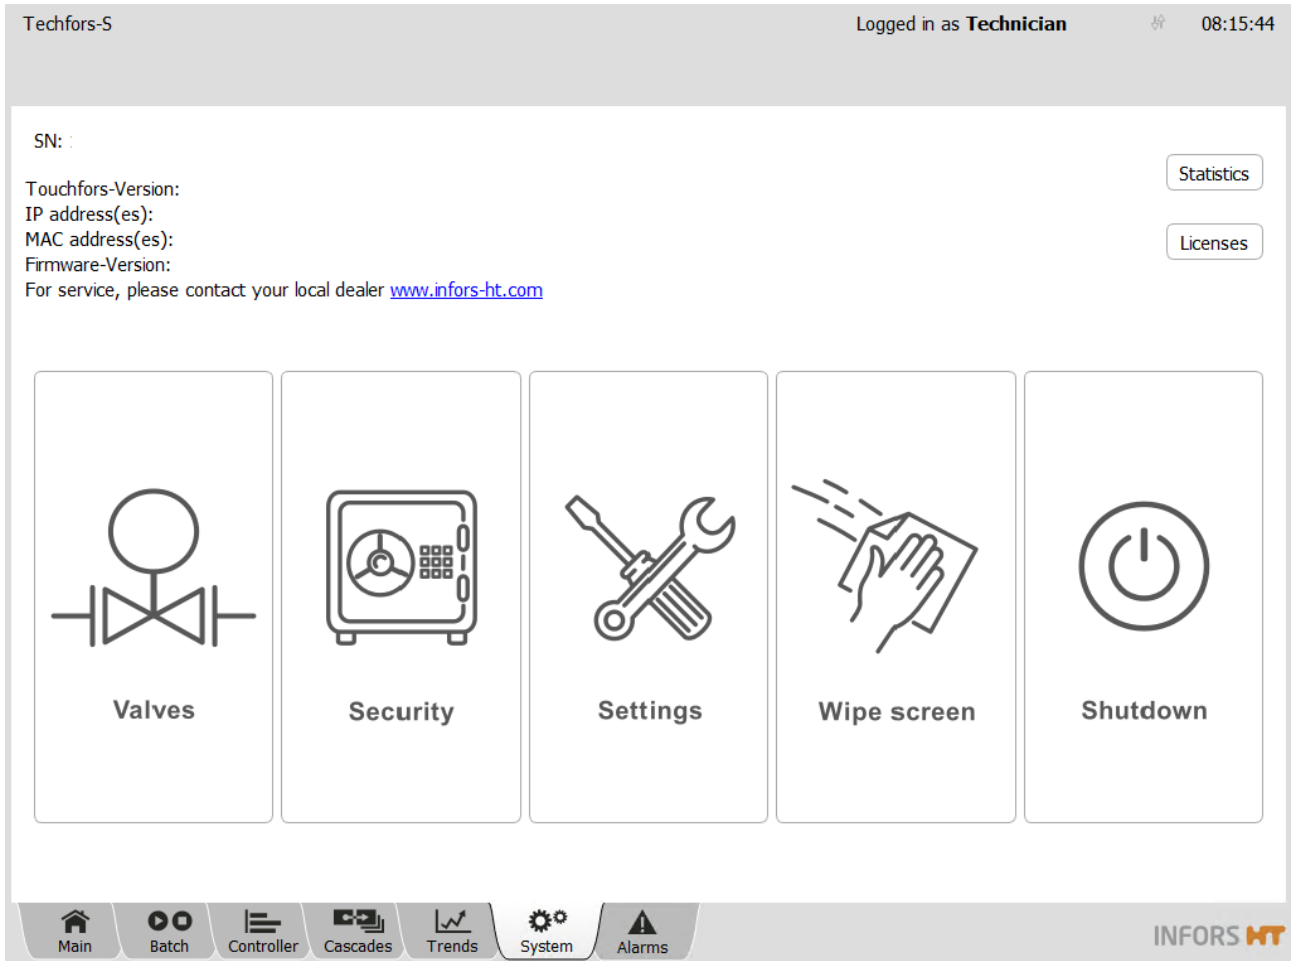 Techfors-S
Logged in as Technician
08:15:44
SN:
Statistics
Touchfors-Version:
IP address(es):
MAC address(es):
Licenses
Firmware-Version:
For service, please contact your local dealer www.infors-ht.com
Valves
Security
Settings
Wipe screen
Shutdown
Main
Batch
Controller
Cascades
Trends
System
Alarms
INFORS HT